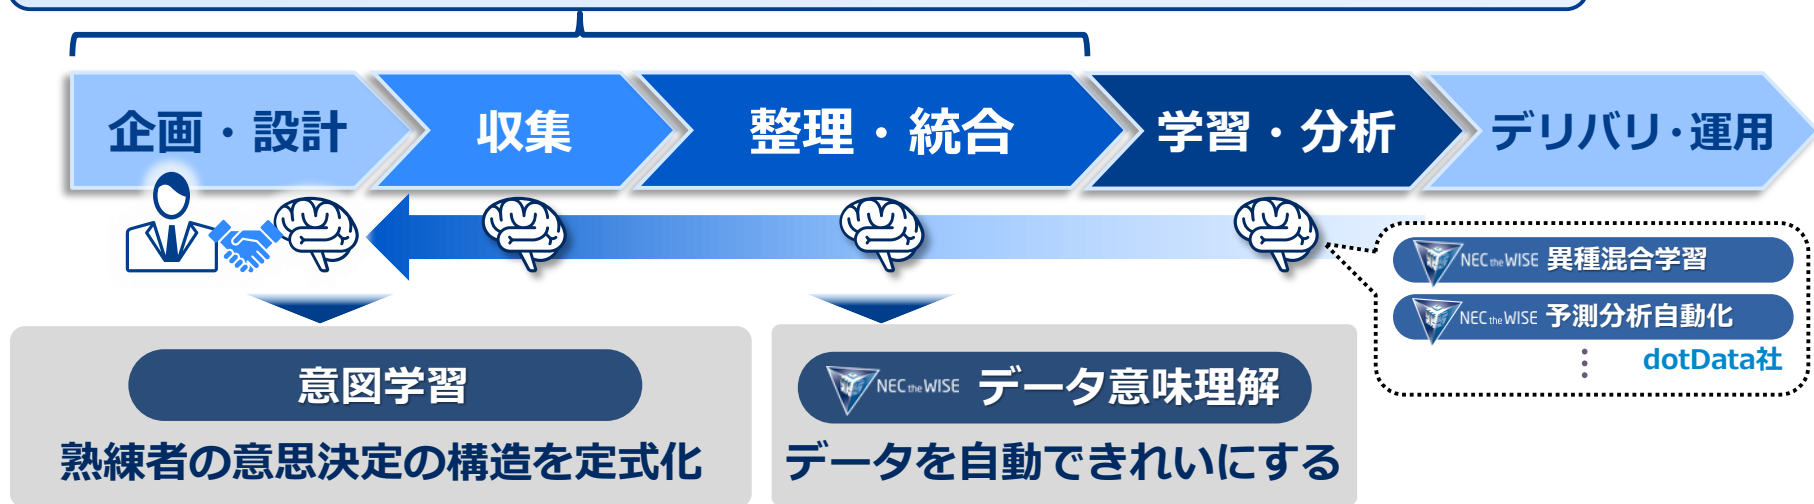 企画・設計
収集
整理・統合
学習・分析
デリバリ・運用
NEC the WISE 異種混合学習
NEC the WISE 予測分析自動化
dotData社
意図学習
熟練者の意思決定の構造を定式化
NEC the WISE データ意味理解
データを自動できれいにする